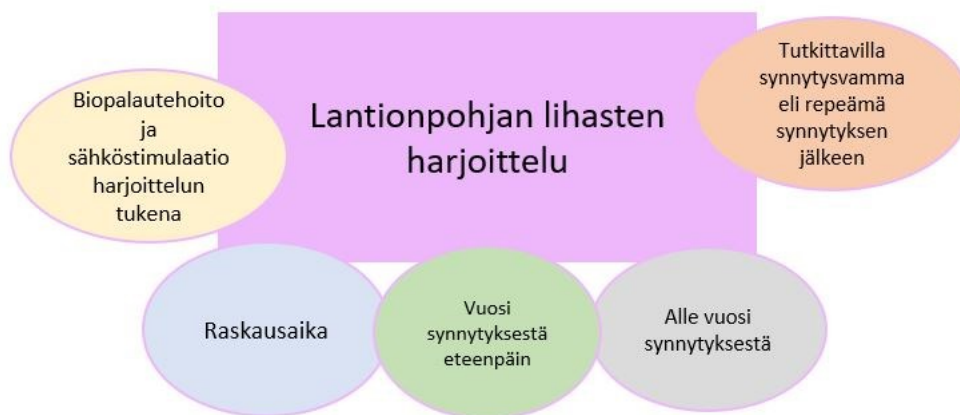 Lantionpohjan lihasten
harjoittelu
Tutkittavilla
synnytysvamma
eli repeämä
synnytyksen
jälkeen
Biopalautehoito
ja
sähköstimulaatio
harjoittelun
tukena
Raskausaika
Vuosi
synnytyksestä
eteenpäin
Alle vuosi
synnytyksestä